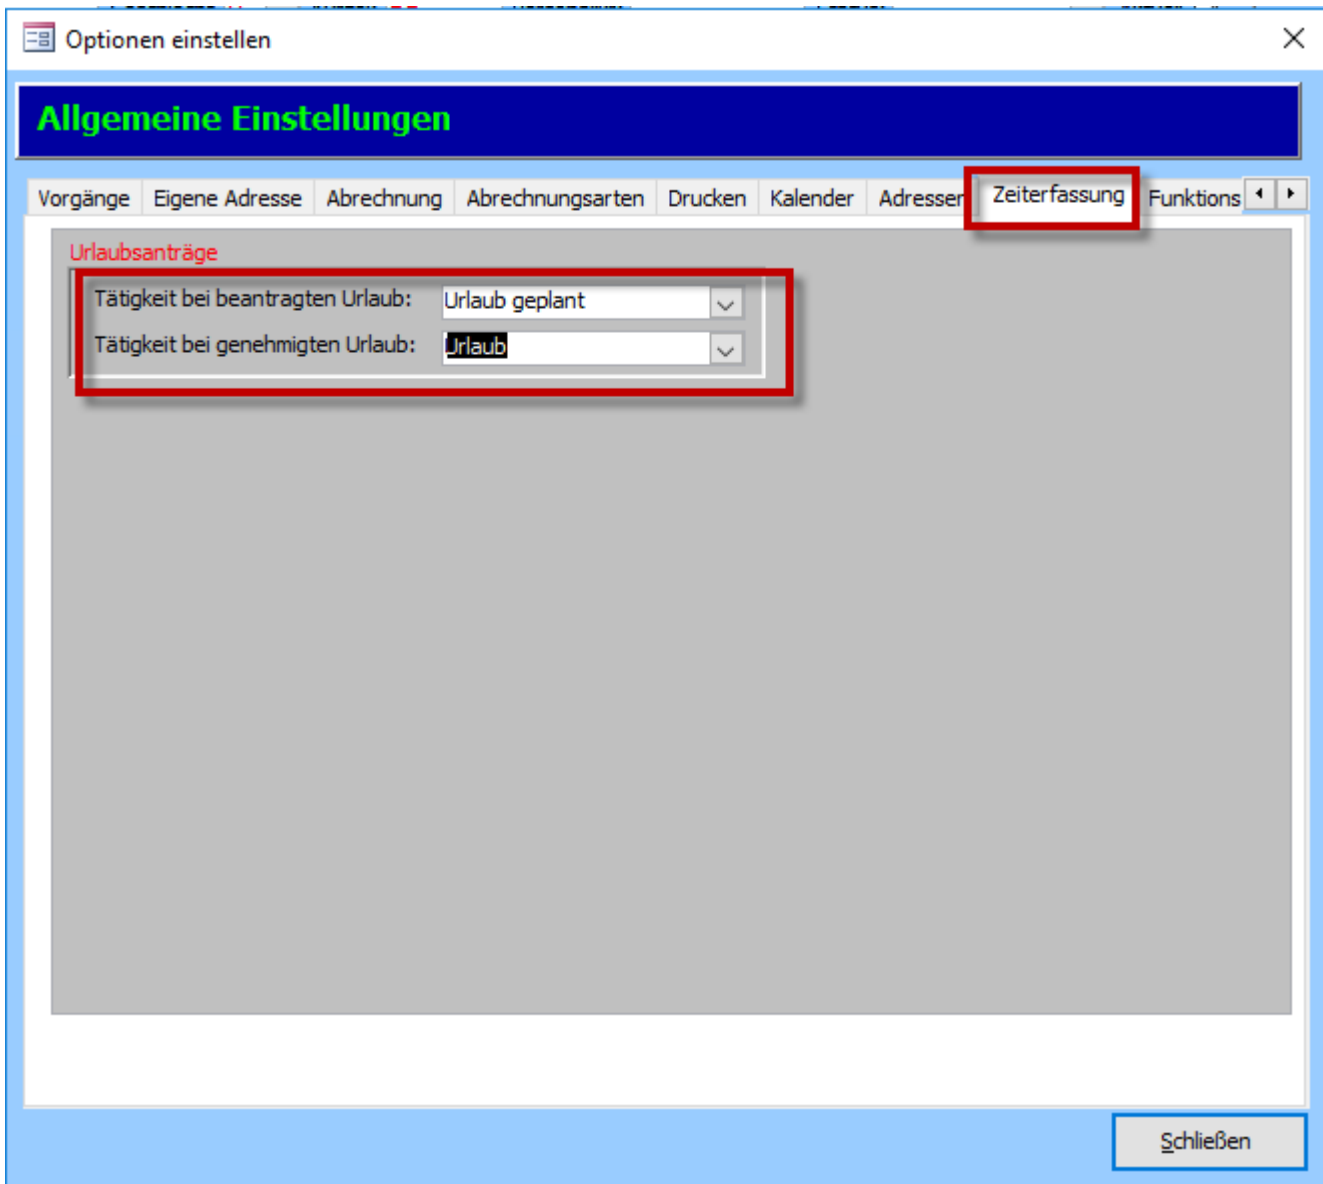 Optionen einstellen
Allgemeine Einstellungen
Vorgänge Eigene Adresse Abrechnung Abrechnungsarten Drucken Kalender Adressen Zeiterfassung Funktions
Urlaubsanträge
Tätigkeit bei beantragten Urlaub: Urlaub geplant
Tätigkeit bei genehmigten Urlaub: Urlaub
Schließen